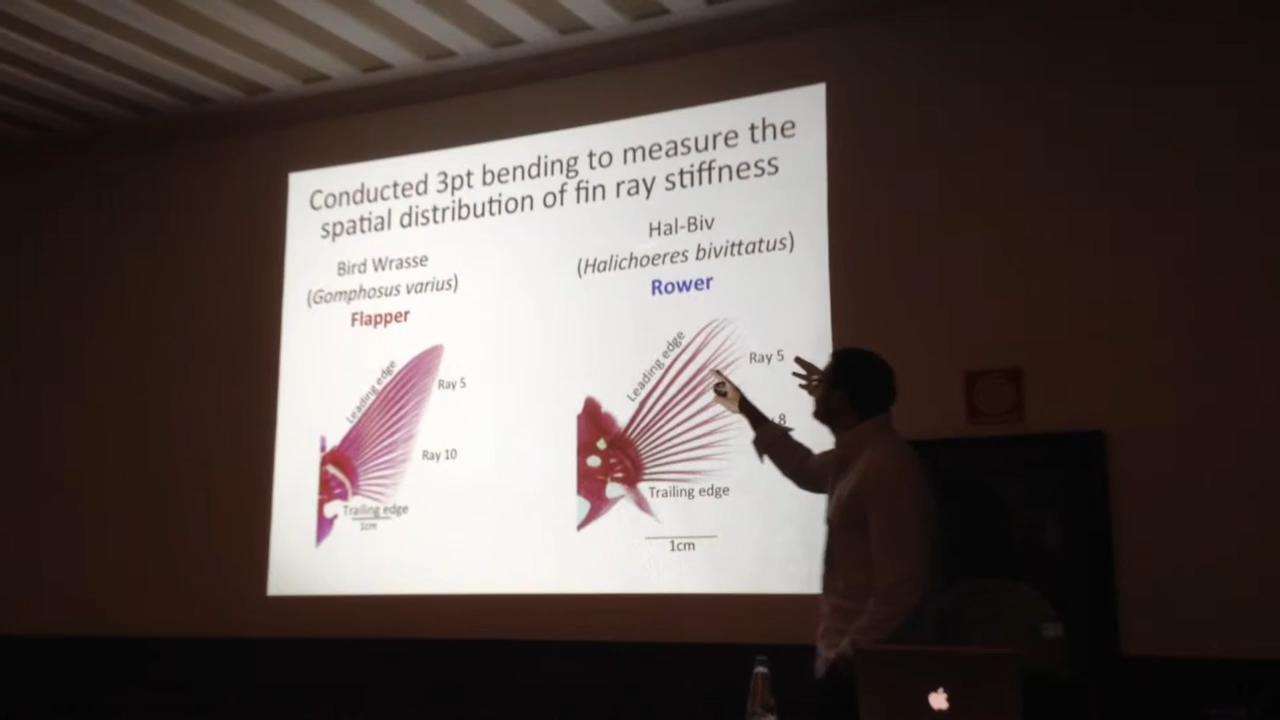 Conducted 3pt bending to measure the
spatial distribution of fin ray stiffness
Bird Wrasse
(Gomphosus varius)
Flapper
Leading edge
Ray 5
Ray 10
Trailing edge
1cm
Hal-Biv
(Halichoeres bivittatus)
Rower
Leading edge
Ray 5
8
Trailing edge
1cm